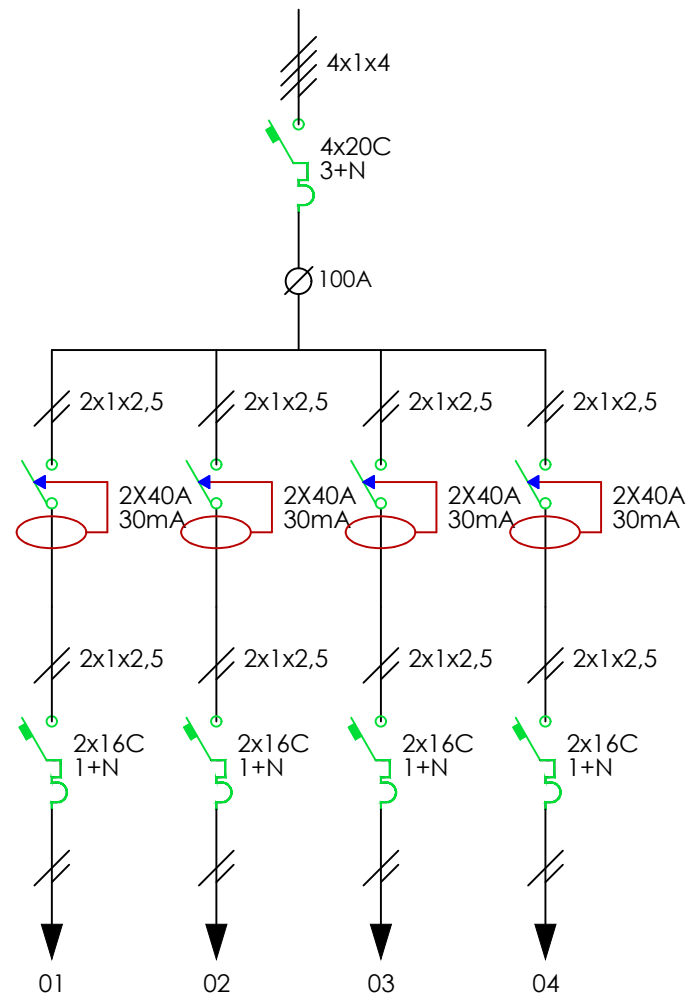 4x1x4
4x20C
3+N
100A
2x1x2,5 2x1x2,5 2x1x2,5 2x1x2,5
2X40A 2X40A 2X40A 2X40A
30mA 30mA 30mA 30mA
2x1x2,5 2x1x2,5 2x1x2,5 2x1x2,5
2x16C 2x16C 2x16C 2x16C
1+N 1+N 1+N 1+N
01 02 03 04